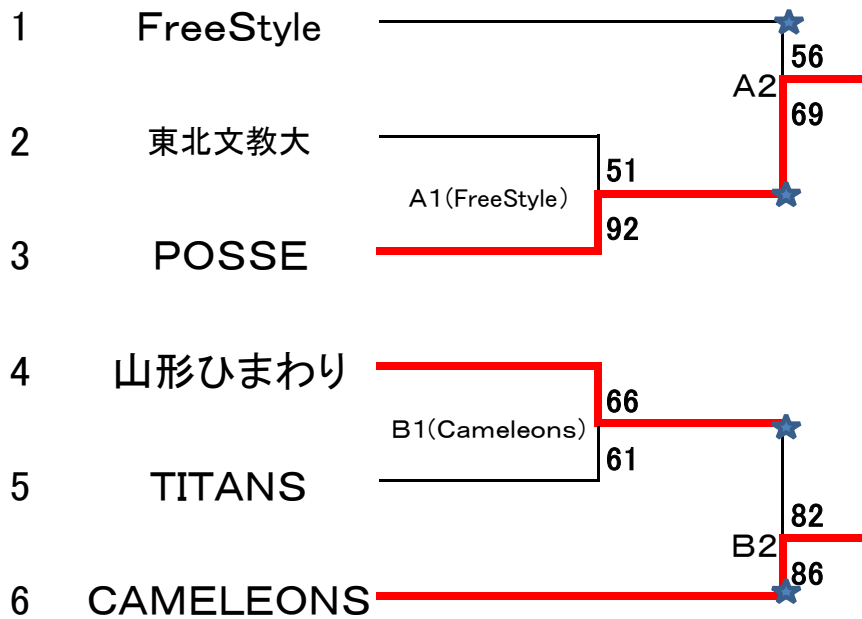 1 FreeStyle
56
A2
69
2 東北文教大
51
A1(FreeStyle)
92
3 POSSE
4 山形ひまわり
66
B1(Cameleons)
61
5 TITANS
82
B2
86
6 CAMELEONS